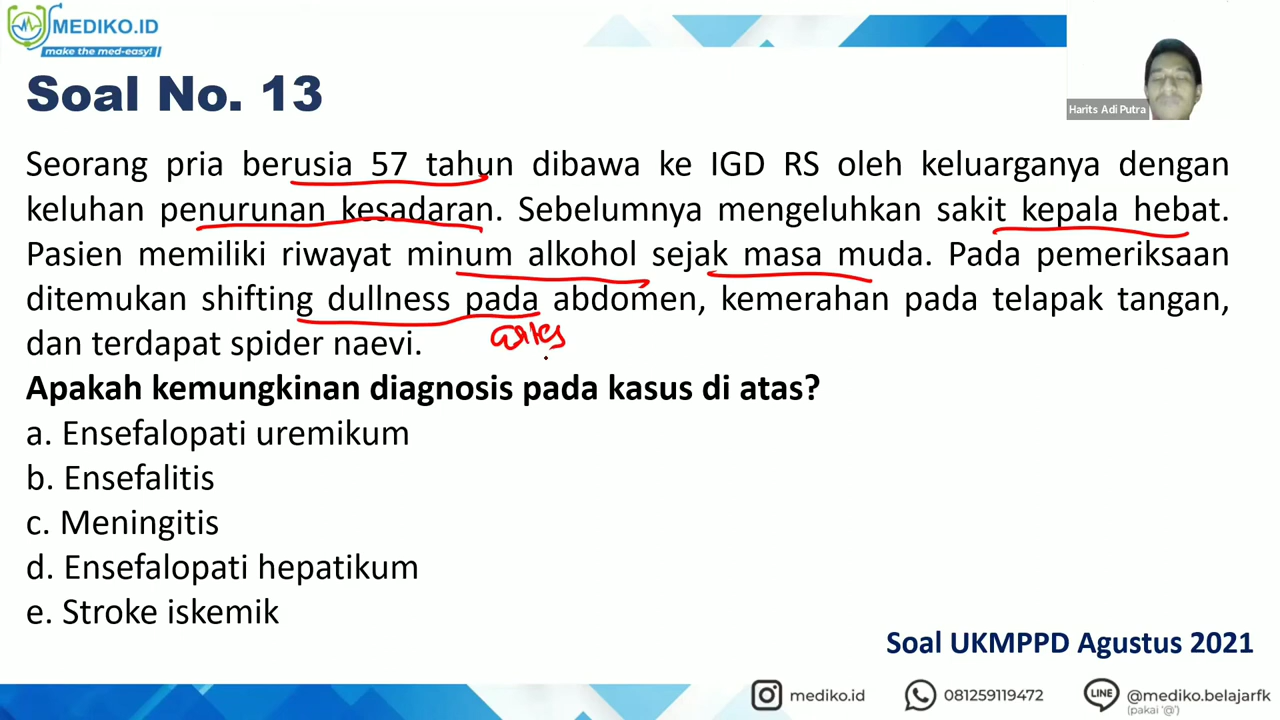 MEDIKO.ID
make the med-easy!
Harits Adi Putra
Soal No. 13
Seorang pria berusia 57 tahun dibawa ke IGD RS oleh keluarganya dengan
keluhan penurunan kesadaran. Sebelumnya mengeluhkan sakit kepala hebat.
Pasien memiliki riwayat minum alkohol sejak masa muda. Pada pemeriksaan
ditemukan shifting dullness pada abdomen, kemerahan pada telapak tangan,
dan terdapat spider naevi.
Apakah kemungkinan diagnosis pada kasus di atas?
a. Ensefalopati uremikum
b. Ensefalitis
c. Meningitis
d. Ensefalopati hepatikum
e. Stroke iskemik
Soal UKMPPD Agustus 2021
mediko.id
081259119472
LINE
@mediko.belajarfk
(pakai '@')